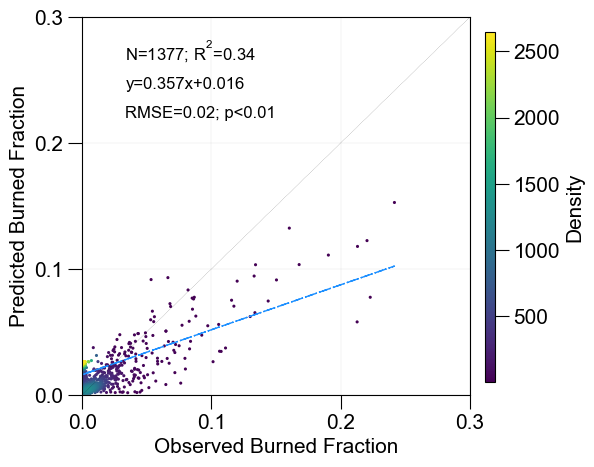 N=1377; R²=0.34
y=0.357x+0.016
RMSE=0.02; p<0.01
0.3
0.2
0.1
0.0
Predicted Burned Fraction
0.0 0.1 0.2 0.3
Observed Burned Fraction
2500
2000
1500
1000
500
Density